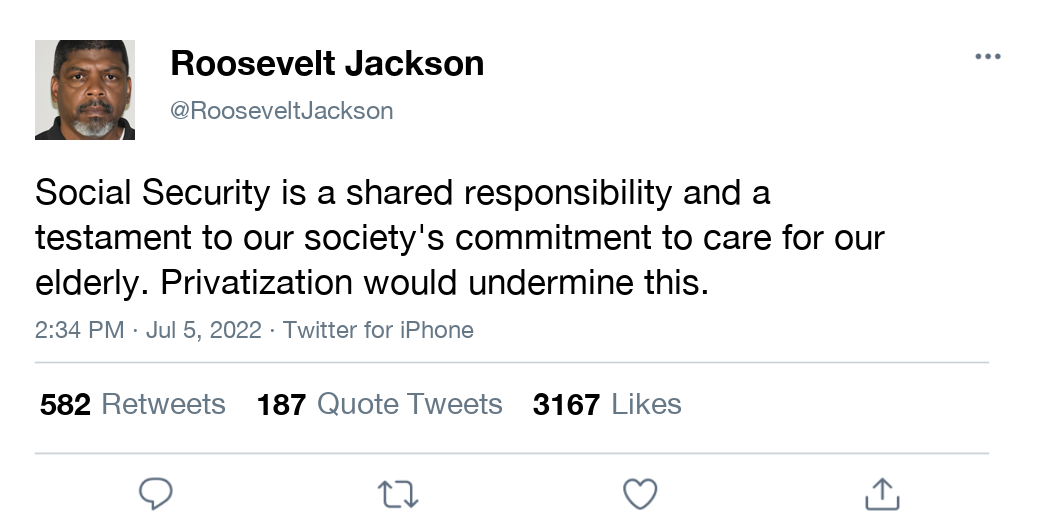 Roosevelt Jackson
@RooseveltJackson
Social Security is a shared responsibility and a
testament to our society's commitment to care for our
elderly. Privatization would undermine this.
2:34 PM · Jul 5, 2022 · Twitter for iPhone
582 Retweets 187 Quote Tweets 3167 Likes